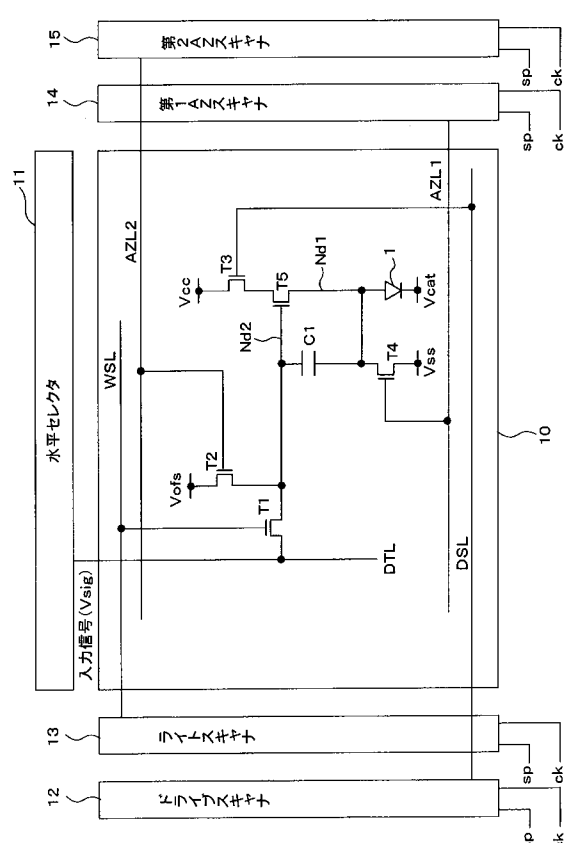 15
第2AZスキャナ
sp
ck
14
第1AZスキャナ
sp
ck
11
水平セレクタ
入力信号(Vsig)
WSL
AZL2
AZL1
DSL
DTL
Vofs
T2
T1
Nd2
Vcc
T3
T5
Nd1
C1
1
Vcat
T4
Vss
10
13
ライトスキャナ
sp
ck
12
ドライブスキャナ
sp
ck